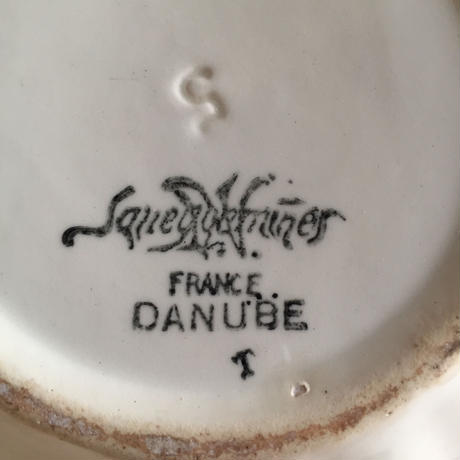 Sarreguemines
FRANCE
DANUBE
T